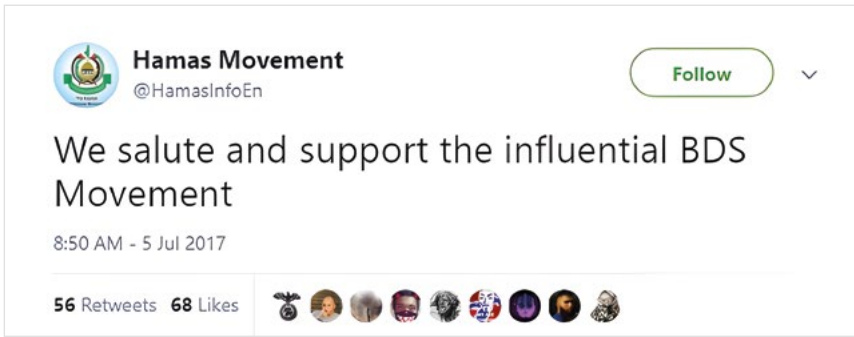 Hamas Movement
@HamasInfoEn
Follow
We salute and support the influential BDS
Movement
8:50 AM - 5 Jul 2017
56 Retweets 68 Likes